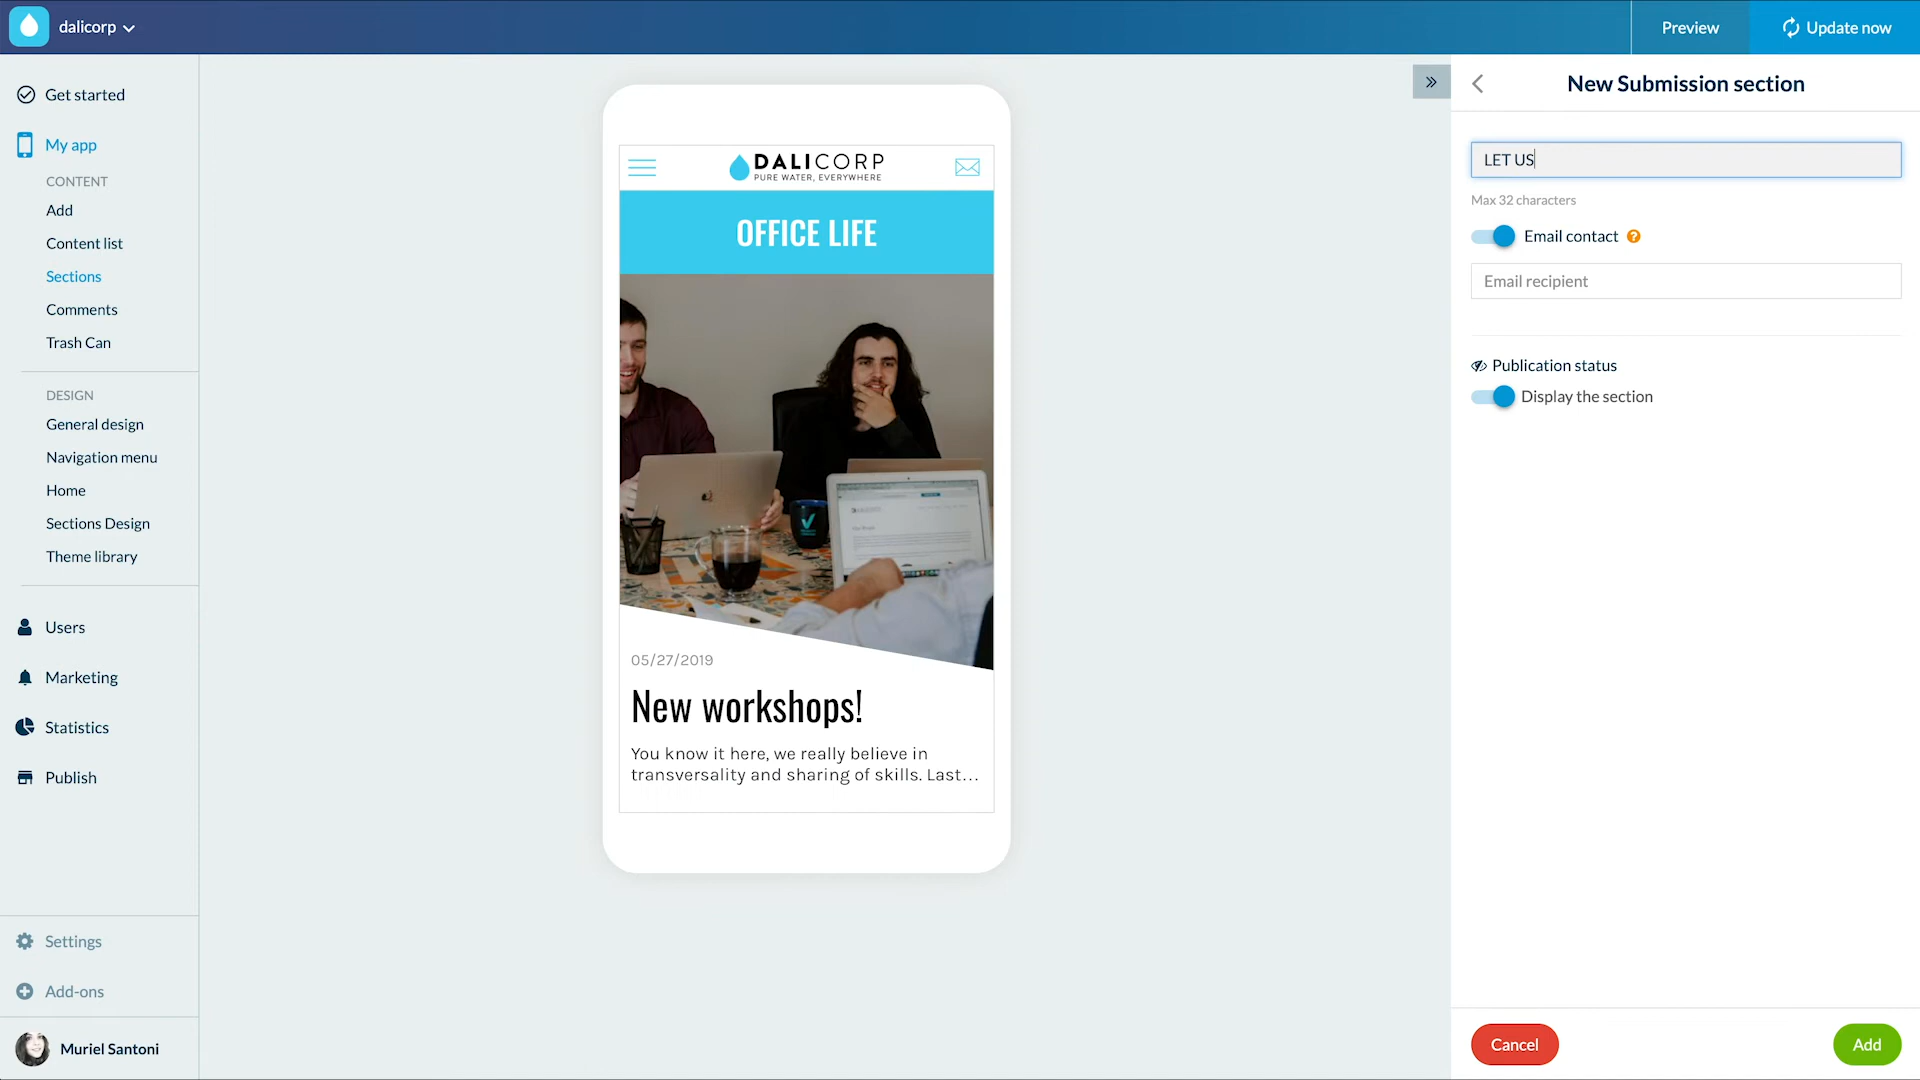 dalicorp
Preview
Update now
Get started
My app
CONTENT
Add
Content list
Sections
Comments
Trash Can
DESIGN
General design
Navigation menu
Home
Sections Design
Theme library
Users
Marketing
Statistics
Publish
Settings
Add-ons
Muriel Santoni
DALICORP
PURE WATER, EVERYWHERE
OFFICE LIFE
05/27/2019
New workshops!
You know it here, we really believe in
transversality and sharing of skills. Last...
»
New Submission section
LET US
Max 32 characters
Email contact ?
Email recipient
Publication status
Display the section
Cancel
Add